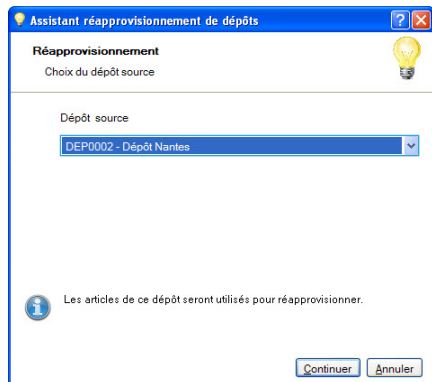 Assistant réapprovisionnement de dépôts
Réapprovisionnement
Choix du dépôt source
Dépôt source
DEP0002 - Dépôt Nantes
Les articles de ce dépôt seront utilisés pour réapprovisionner.
Continuer Annuler